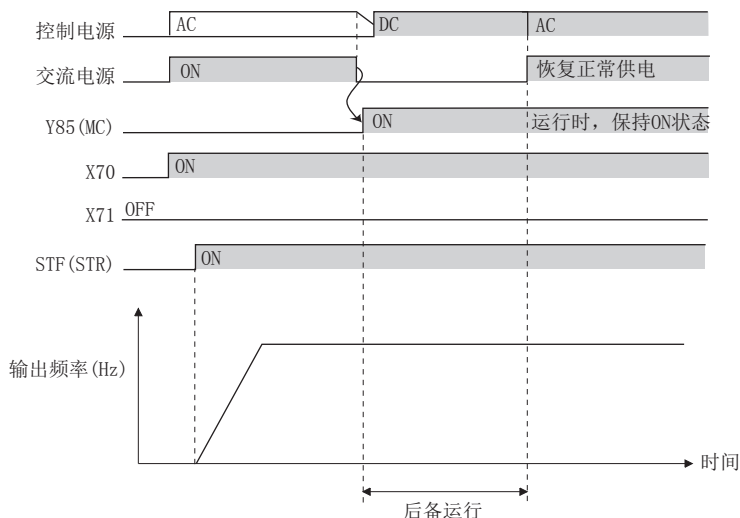 控制电源 AC DC AC
交流电源 ON 恢复正常供电
Y85(MC) ON 运行时，保持ON状态
X70 ON
X71 OFF
STF(STR) ON
输出频率(Hz)
时间
后备运行